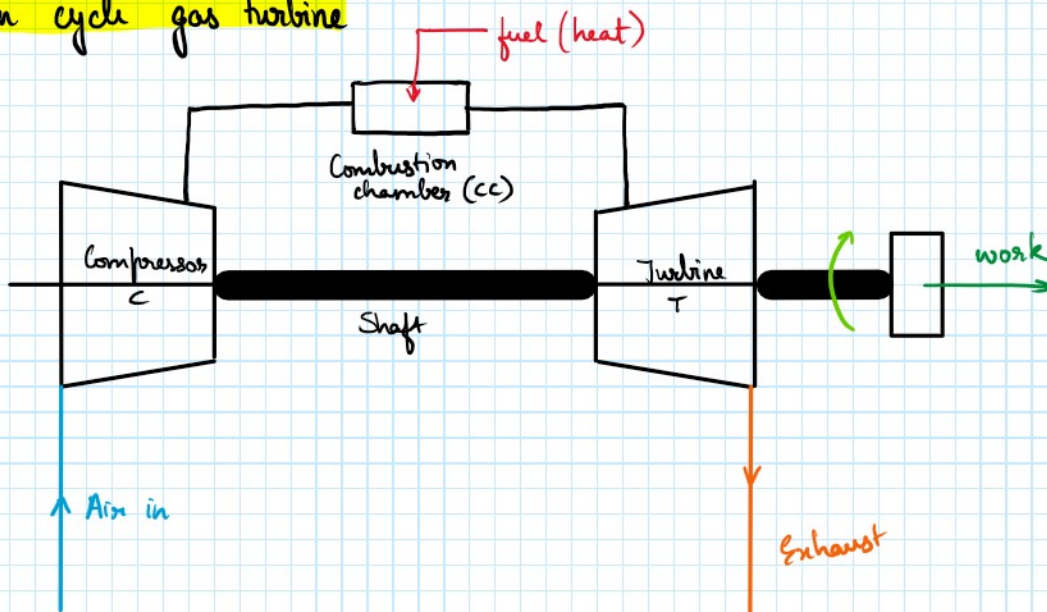 n cycle gas turbine
fuel (heat)
Combustion
chamber (CC)
Compressor
C
Turbine
T
work
Shaft
Air in
Exhaust